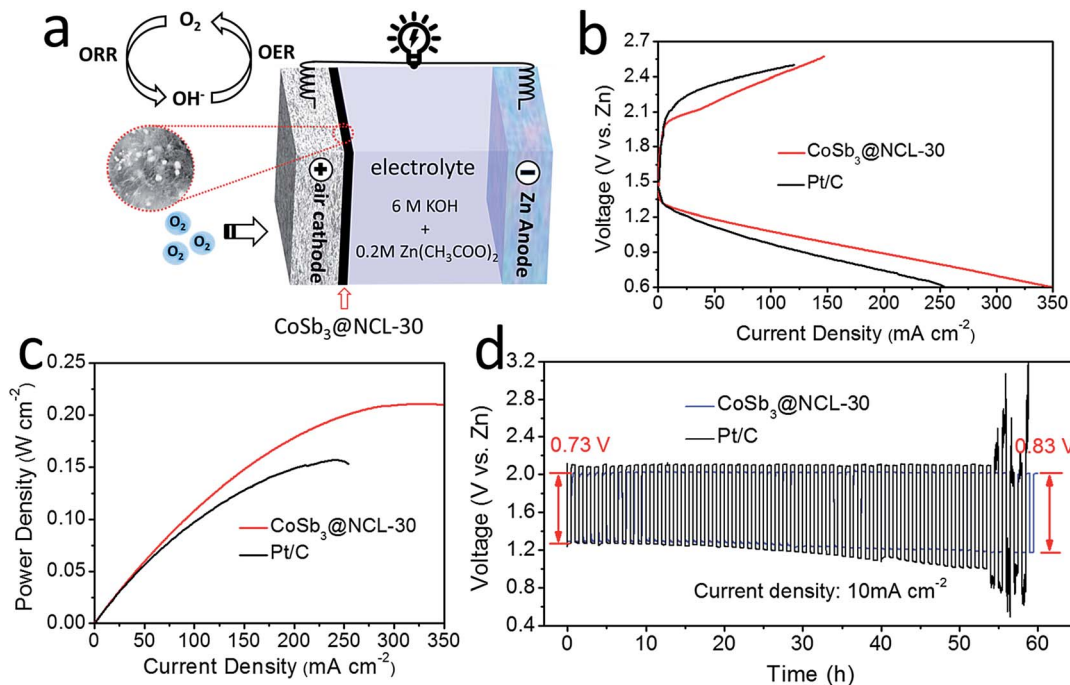 a
O₂
ORR
OER
OH⁻
O₂
O₂
O₂
+
air cathode
electrolyte
6 M KOH
+
0.2M Zn(CH₃COO)₂
−
Zn Anode
CoSb₃@NCL-30
b
2.7
2.4
2.1
1.8
1.5
1.2
0.9
0.6
Voltage (V vs. Zn)
CoSb₃@NCL-30
Pt/C
0 50 100 150 200 250 300 350
Current Density (mA cm⁻²)
c
0.25
0.20
0.15
0.10
0.05
0.00
Power Density (W cm⁻²)
CoSb₃@NCL-30
Pt/C
0 50 100 150 200 250 300 350
Current Density (mA cm⁻²)
d
3.2
2.8
2.4
2.0
1.6
1.2
0.8
0.4
Voltage (V vs. Zn)
CoSb₃@NCL-30
Pt/C
0.73 V
0.83 V
Current density: 10mA cm⁻²
0 10 20 30 40 50 60
Time (h)